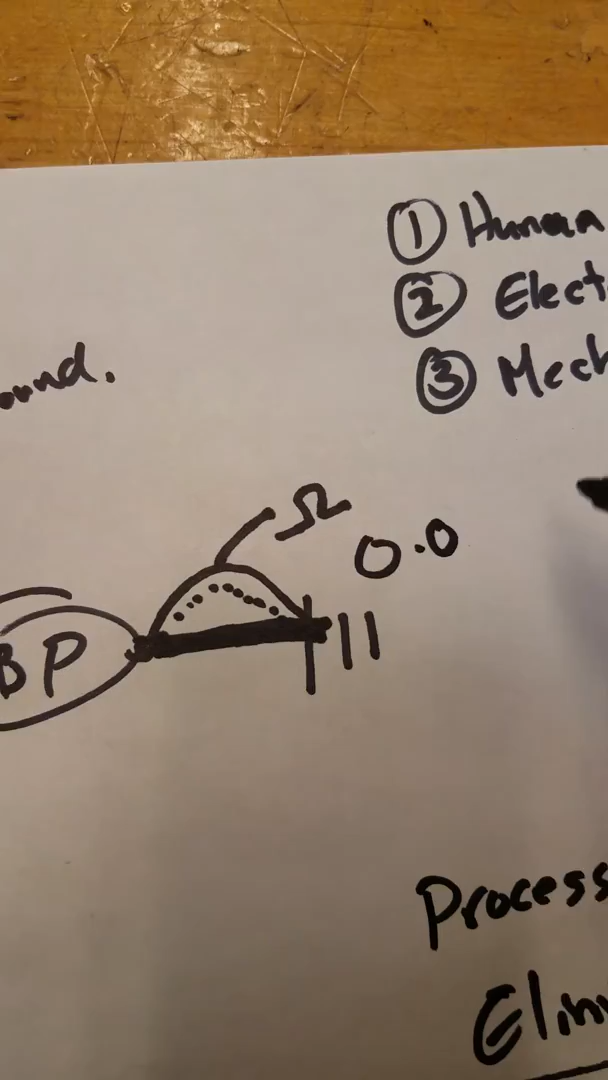 ① Human
② Elect
③ Mech
ound.
Ω
0.0
BP
Process
Elim